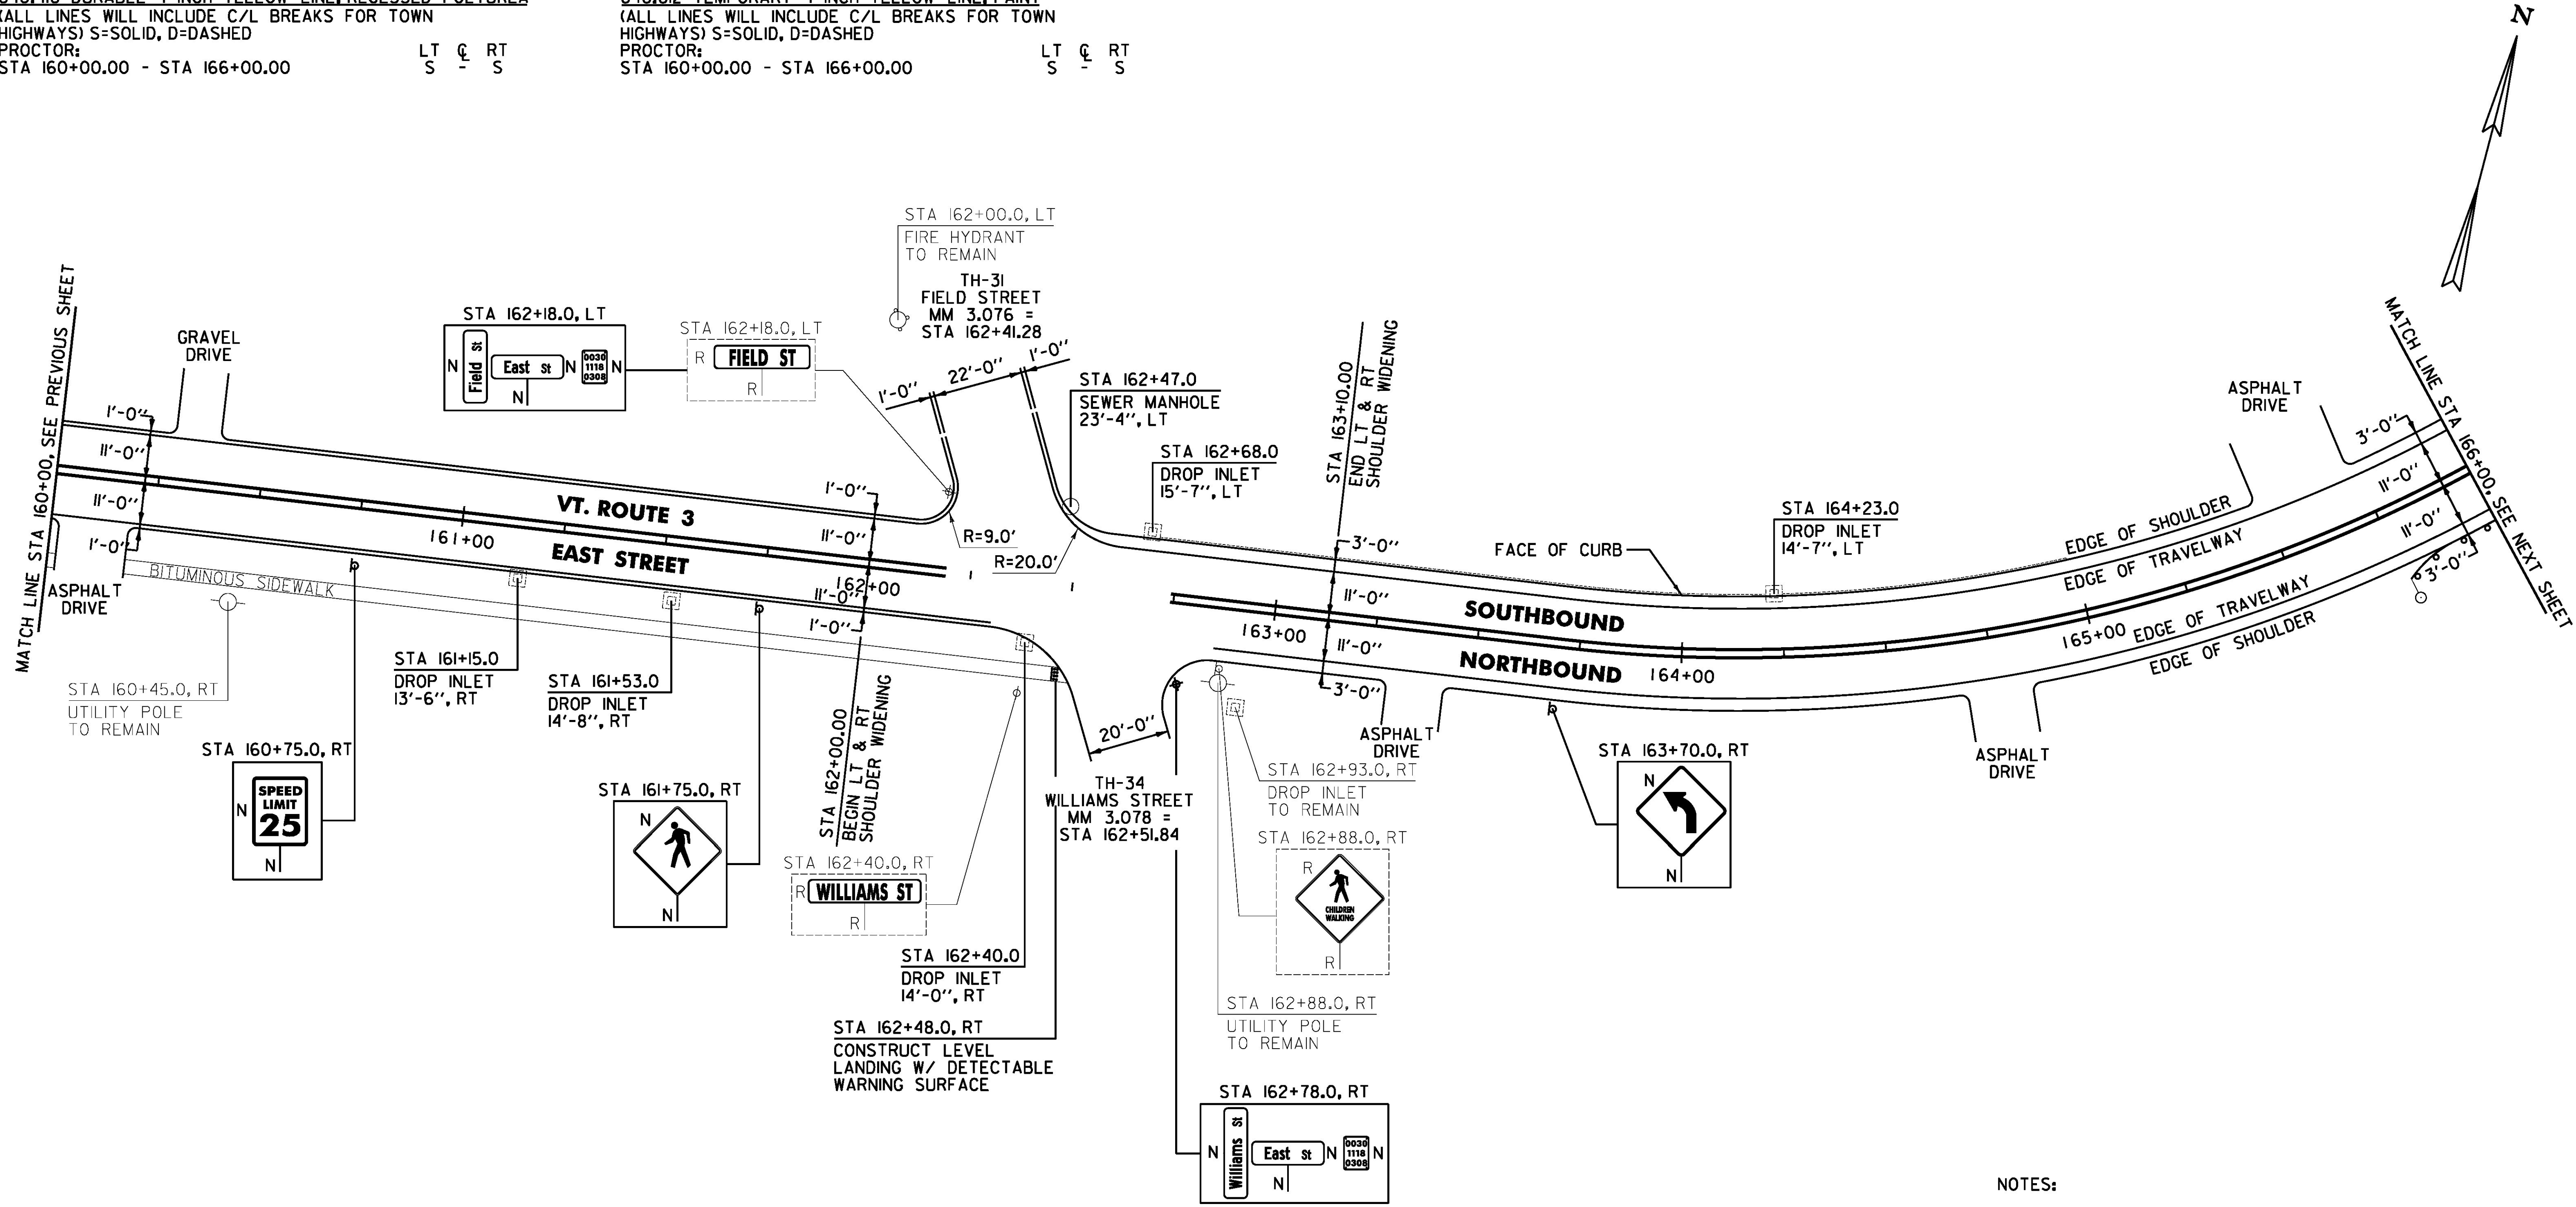 (ALL LINES WILL INCLUDE C/L BREAKS FOR TOWN
HIGHWAYS) S=SOLID, D=DASHED
PROCTOR: LT ℄ RT
STA 160+00.00 - STA 166+00.00 S - S
(ALL LINES WILL INCLUDE C/L BREAKS FOR TOWN
HIGHWAYS) S=SOLID, D=DASHED
PROCTOR: LT ℄ RT
STA 160+00.00 - STA 166+00.00 S - S
N
MATCH LINE STA 160+00, SEE PREVIOUS SHEET
GRAVEL
DRIVE
1'-0"
11'-0"
11'-0"
1'-0"
ASPHALT
DRIVE
BITUMINOUS SIDEWALK
STA 160+45.0, RT
UTILITY POLE
TO REMAIN
STA 160+75.0, RT
N
SPEED
LIMIT
25
N
161+00
VT. ROUTE 3
EAST STREET
STA 161+15.0
DROP INLET
13'-6", RT
STA 161+53.0
DROP INLET
14'-8", RT
STA 161+75.0, RT
N
N
STA 162+18.0, LT
N
Field St
East St
N
0030
1118
0308
N
N
STA 162+18.0, LT
R
FIELD ST
R
STA 162+00.0, LT
FIRE HYDRANT
TO REMAIN
TH-31
FIELD STREET
MM 3.076 =
STA 162+41.28
1'-0"
22'-0"
1'-0"
STA 162+47.0
SEWER MANHOLE
23'-4", LT
STA 162+68.0
DROP INLET
15'-7", LT
R=9.0'
R=20.0'
1'-0"
11'-0"
162+00
11'-0"
1'-0"
STA 162+00.00
BEGIN LT & RT
SHOULDER WIDENING
STA 162+40.0, RT
R
WILLIAMS ST
R
STA 162+40.0
DROP INLET
14'-0", RT
STA 162+48.0, RT
CONSTRUCT LEVEL
LANDING W/ DETECTABLE
WARNING SURFACE
20'-0"
TH-34
WILLIAMS STREET
MM 3.078 =
STA 162+51.84
STA 162+93.0, RT
DROP INLET
TO REMAIN
STA 162+88.0, RT
R
CHILDREN
WALKING
R
STA 162+88.0, RT
UTILITY POLE
TO REMAIN
STA 162+78.0, RT
N
Williams St
East St
N
0030
1118
0308
N
N
STA 163+10.00
END LT & RT
SHOULDER WIDENING
3'-0"
11'-0"
163+00
11'-0"
3'-0"
ASPHALT
DRIVE
SOUTHBOUND
NORTHBOUND
FACE OF CURB
164+00
STA 163+70.0, RT
N
N
STA 164+23.0
DROP INLET
14'-7", LT
ASPHALT
DRIVE
EDGE OF SHOULDER
EDGE OF TRAVELWAY
165+00
EDGE OF TRAVELWAY
EDGE OF SHOULDER
ASPHALT
DRIVE
3'-0"
11'-0"
11'-0"
3'-0"
MATCH LINE STA 166+00, SEE NEXT SHEET
NOTES: